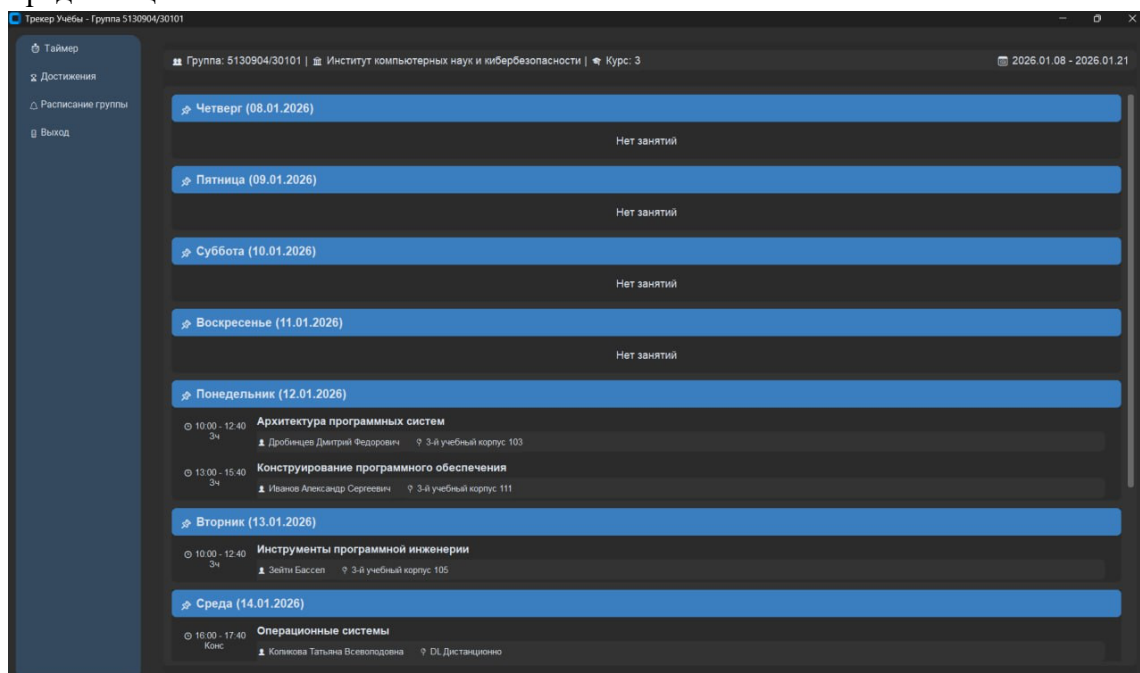 Трекер Учёбы - Группа 5130904/30101
Таймер
Достижения
Расписание группы
Выход
Группа: 5130904/30101 | Институт компьютерных наук и кибербезопасности | Курс: 3
2026.01.08 - 2026.01.21
Четверг (08.01.2026)
Нет занятий
Пятница (09.01.2026)
Нет занятий
Суббота (10.01.2026)
Нет занятий
Воскресенье (11.01.2026)
Нет занятий
Понедельник (12.01.2026)
10:00 - 12:40 Архитектура программных систем
Зч Дробинцев Дмитрий Федорович 3-й учебный корпус 103
13:00 - 15:40 Конструирование программного обеспечения
Зч Иванов Александр Сергеевич 3-й учебный корпус 111
Вторник (13.01.2026)
10:00 - 12:40 Инструменты программной инженерии
Зч Зейти Бассел 3-й учебный корпус 105
Среда (14.01.2026)
16:00 - 17:40 Операционные системы
Конс Коликова Татьяна Всеволодовна DL Дистанционно